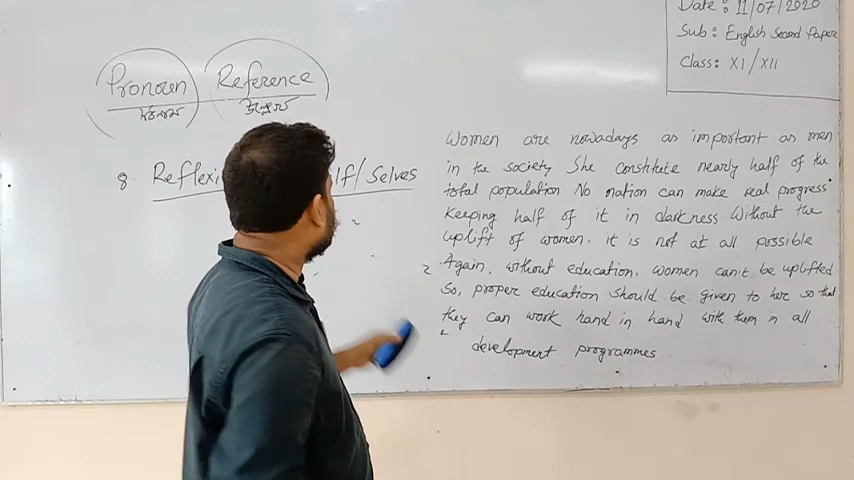 Date: 11/07/2020
Sub: English Second Paper
Class: XI/XII
Pronoun Reference
সর্বনাম
8. Reflexi lf/Selves
Women are nowadays as important as men
in the society She constitute nearly half of the
total population No nation can make real progress
Keeping half of it in darkness Without the
uplift of women. it is not at all possible
Again, without education, women can't be uplifted
So, proper education should be given to her so that
they can work hand in hand with them in all
development programmes